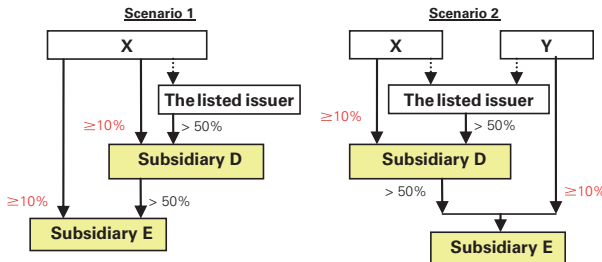 Scenario 1
Scenario 2
X
X
Y
The listed issuer
The listed issuer
≧10%
> 50%
≧10%
> 50%
Subsidiary D
Subsidiary D
≧10%
> 50%
> 50%
≧10%
Subsidiary E
Subsidiary E